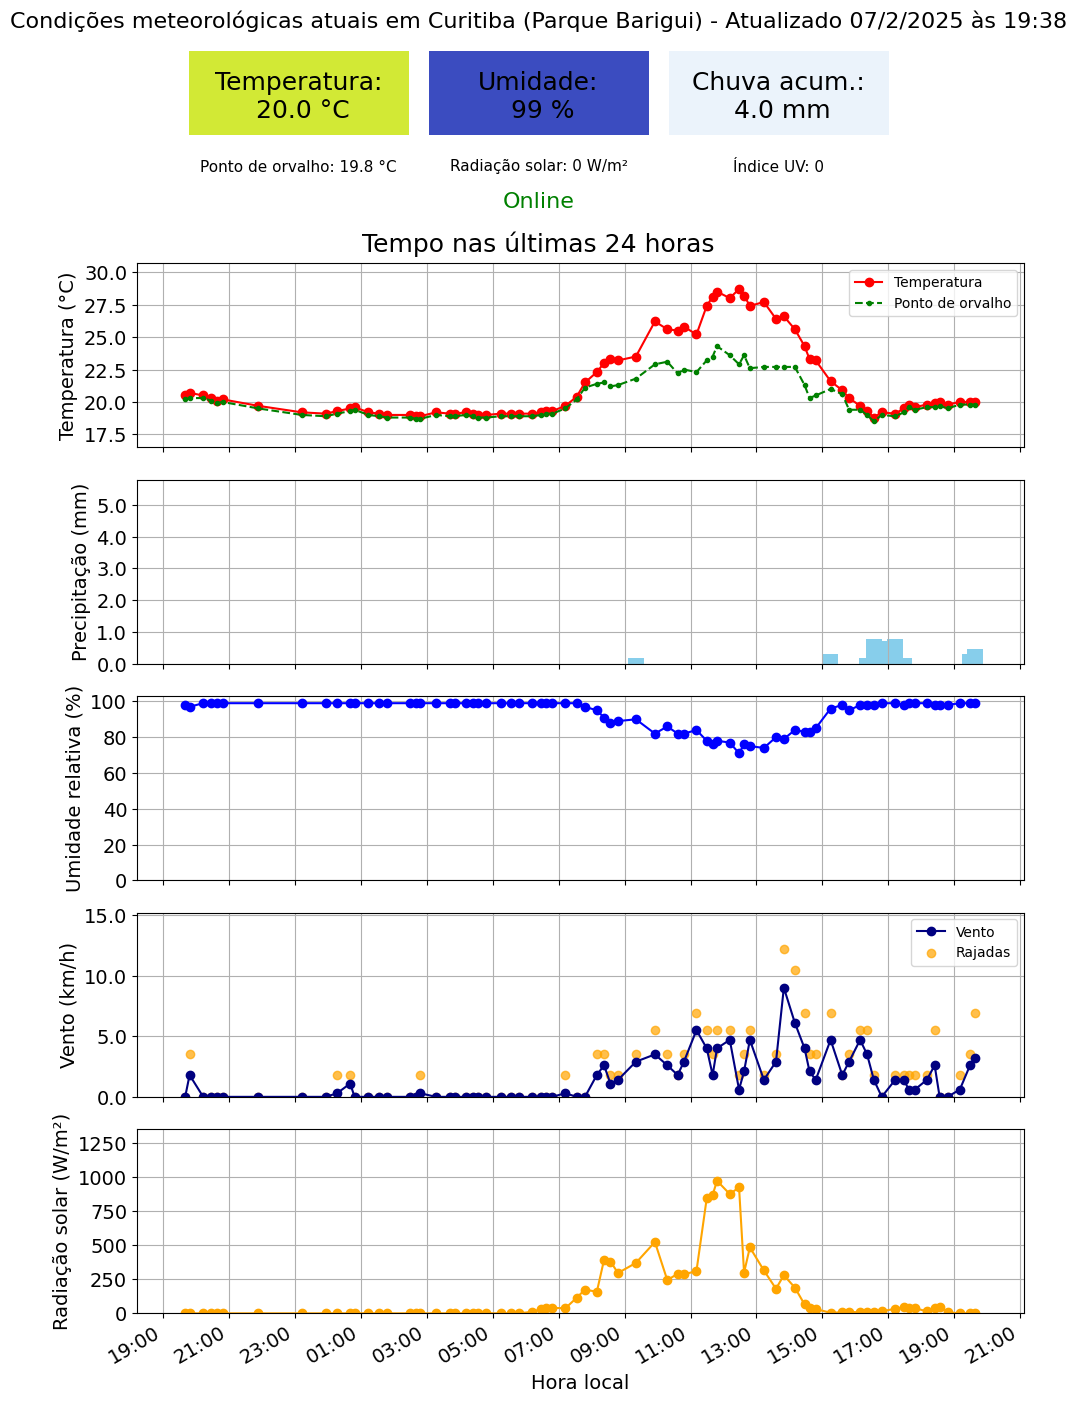 Condições meteorológicas atuais em Curitiba (Parque Barigui) - Atualizado 07/2/2025 às 19:38
Temperatura:
20.0 °C
Umidade:
99 %
Chuva acum.:
4.0 mm
Ponto de orvalho: 19.8 °C
Radiação solar: 0 W/m²
Índice UV: 0
Online
Tempo nas últimas 24 horas
Temperatura (°C)
30.0
27.5
25.0
22.5
20.0
17.5
Temperatura
Ponto de orvalho
Precipitação (mm)
5.0
4.0
3.0
2.0
1.0
0.0
Umidade relativa (%)
100
80
60
40
20
0
Vento (km/h)
15.0
10.0
5.0
0.0
Vento
Rajadas
Radiação solar (W/m²)
1250
1000
750
500
250
0
19:00
21:00
23:00
01:00
03:00
05:00
07:00
09:00
11:00
13:00
15:00
17:00
19:00
21:00
Hora local